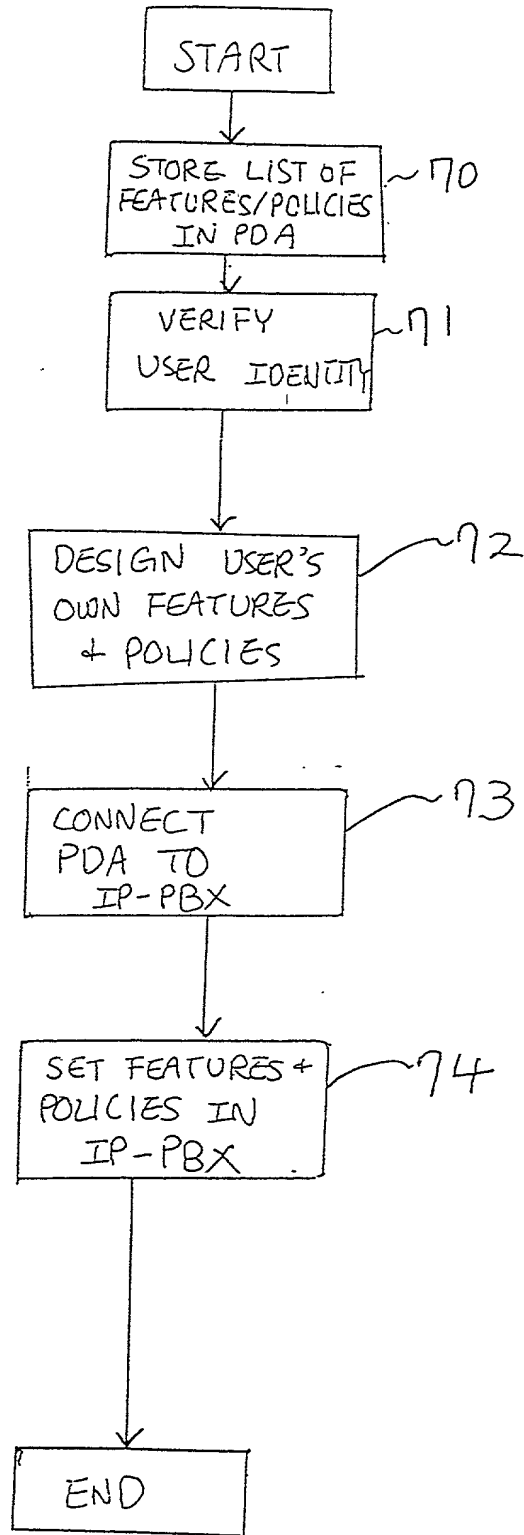 START
STORE LIST OF
FEATURES/POLICIES
IN PDA
70
VERIFY
USER IDENTITY
71
DESIGN USER'S
OWN FEATURES
+ POLICIES
72
CONNECT
PDA TO
IP-PBX
73
SET FEATURES +
POLICIES IN
IP-PBX
74
END